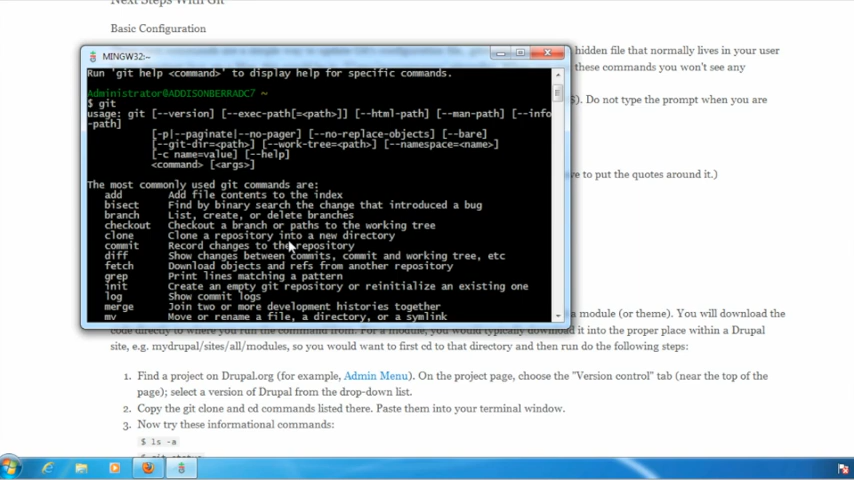 Next Steps With Git
Basic Configuration
hidden file that normally lives in your user
these commands you won't see any
). Do not type the prompt when you are
ve to put the quotes around it.)
MINGW32:~
Run 'git help <command>' to display help for specific commands.
Administrator@ADDISONBERRADC7 ~
$ git
usage: git [--version] [--exec-path[=<path>]] [--html-path] [--man-path] [--info
-path]
[-p|--paginate|--no-pager] [--no-replace-objects] [--bare]
[--git-dir=<path>] [--work-tree=<path>] [--namespace=<name>]
[-c name=value] [--help]
<command> [<args>]
The most commonly used git commands are:
add Add file contents to the index
bisect Find by binary search the change that introduced a bug
branch List, create, or delete branches
checkout Checkout a branch or paths to the working tree
clone Clone a repository into a new directory
commit Record changes to the repository
diff Show changes between commits, commit and working tree, etc
fetch Download objects and refs from another repository
grep Print lines matching a pattern
init Create an empty git repository or reinitialize an existing one
log Show commit logs
merge Join two or more development histories together
mv Move or rename a file, a directory, or a symlink
a module (or theme). You will download the
code directly to where you run the command from. For a module, you would typically download it into the proper place within a Drupal
site, e.g. mydrupal/sites/all/modules, so you would want to first cd to that directory and then run do the following steps:
1. Find a project on Drupal.org (for example, Admin Menu). On the project page, choose the "Version control" tab (near the top of the
page); select a version of Drupal from the drop-down list.
2. Copy the git clone and cd commands listed there. Paste them into your terminal window.
3. Now try these informational commands:
$ ls -a
$ git status